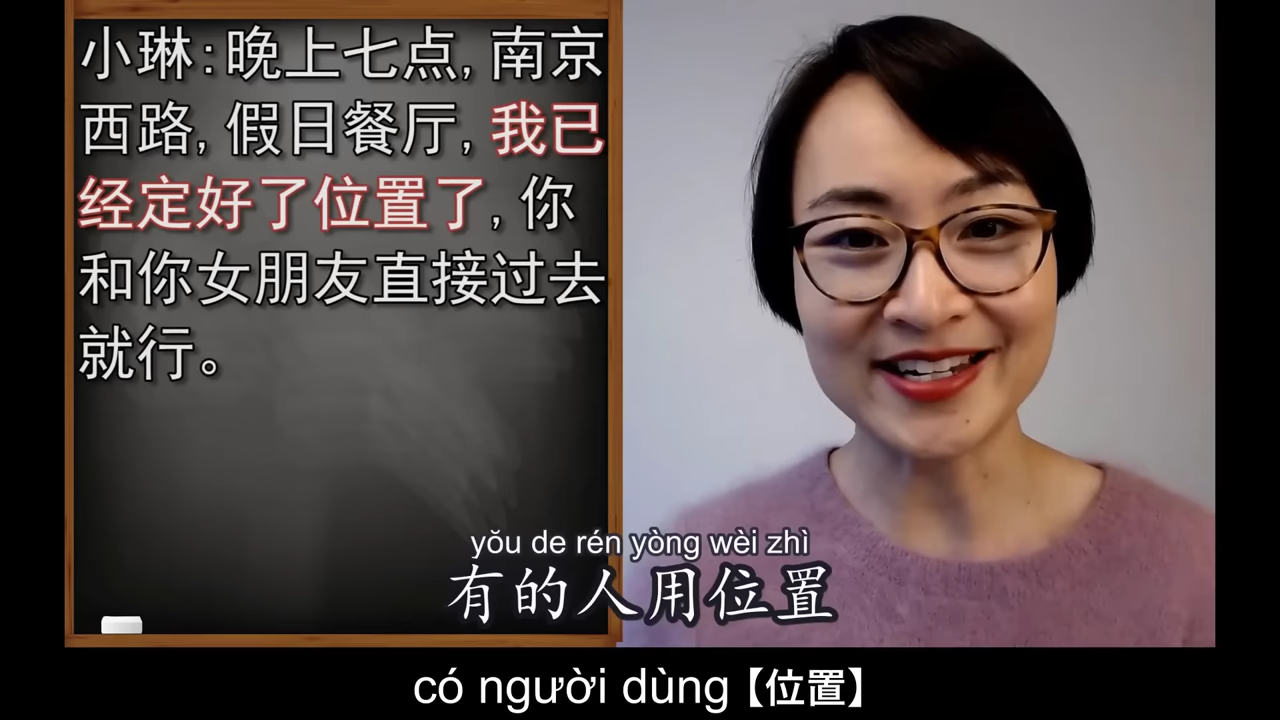 小琳:晚上七点,南京
西路,假日餐厅,我已
经定好了位置了,你
和你女朋友直接过去
就行。
yǒu de rén yòng wèi zhì
有的人用位置
có người dùng【位置】